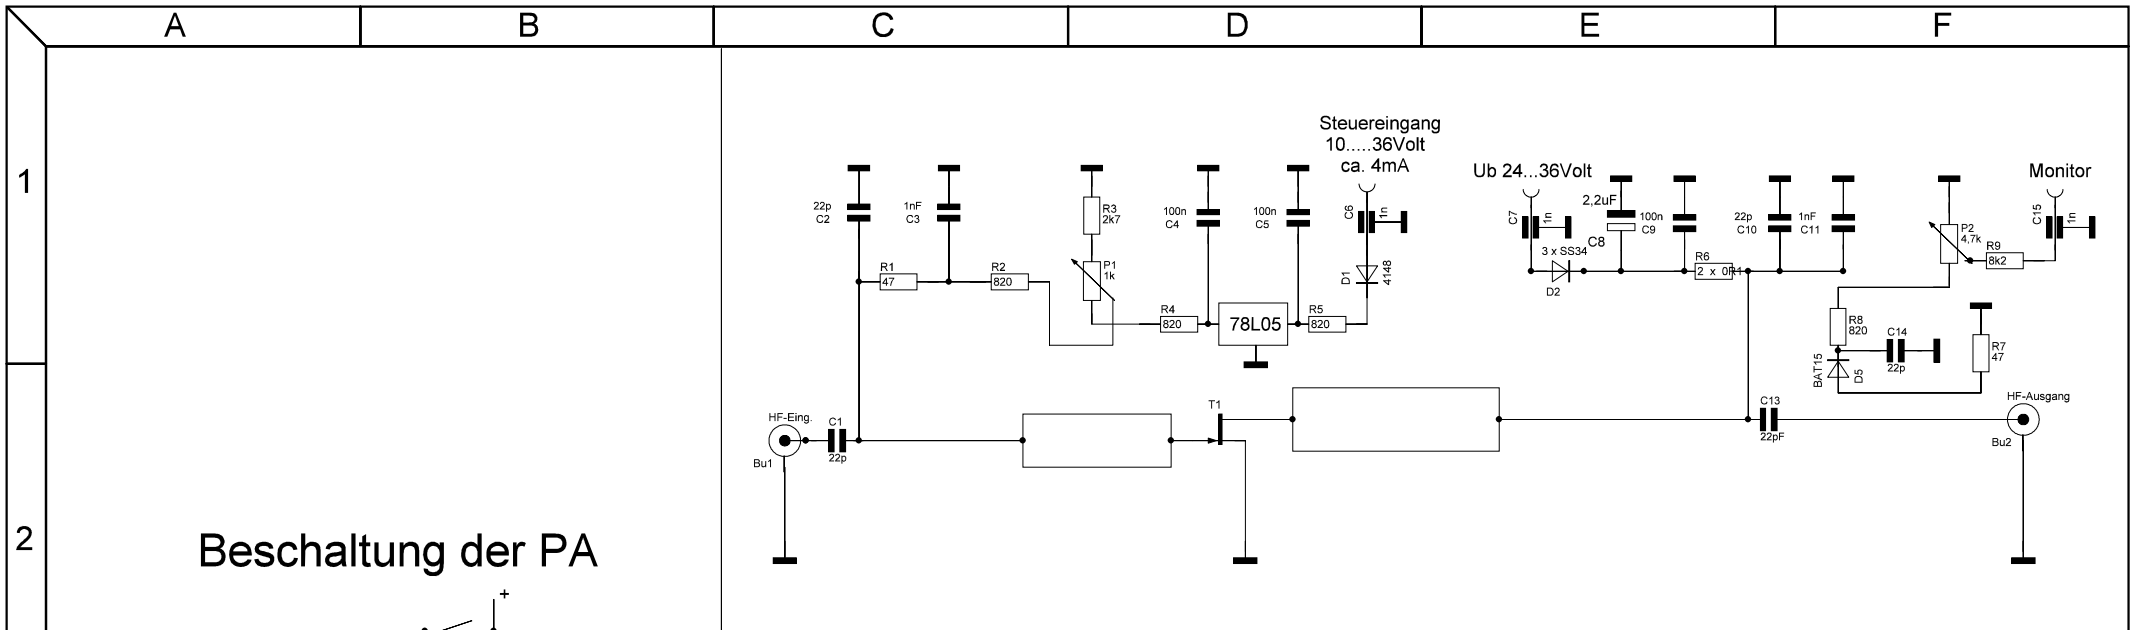 A B C D E F
1
2
Steuereingang
10.....36Volt
ca. 4mA
Ub 24...36Volt
Monitor
22p
C2
1nF
C3
R3
2k7
100n
C4
100n
C5
C6
1n
C7
1n
2,2uF
C8
100n
C9
22p
C10
1nF
C11
P2
4,7k
R9
8k2
C15
1n
R1
47
R2
820
P1
1k
D1
4148
3 x SS34
D2
R6
2 x 0R1
R4
820
78L05
R5
820
R8
820
C14
22p
R7
47
BAT15
D5
HF-Eing.
Bu1
C1
22p
T1
C13
22pF
HF-Ausgang
Bu2
Beschaltung der PA
+